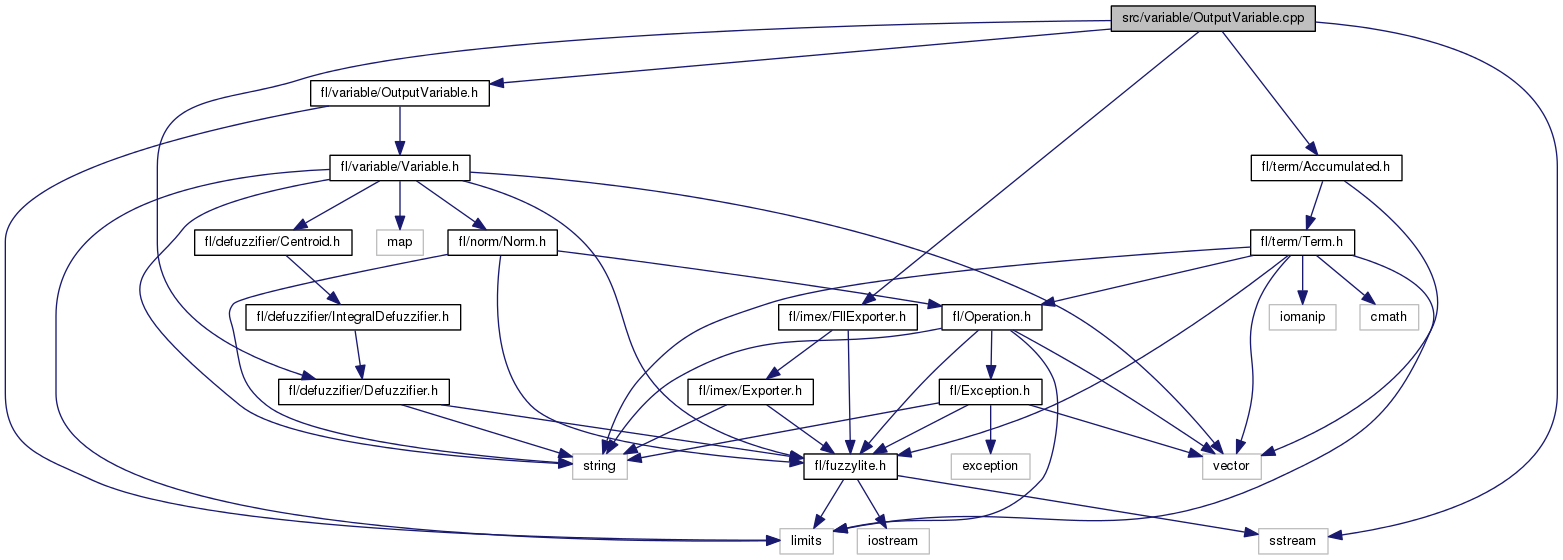 src/variable/OutputVariable.cpp
fl/variable/OutputVariable.h
fl/variable/Variable.h
fl/term/Accumulated.h
fl/defuzzifier/Centroid.h
map
fl/norm/Norm.h
fl/term/Term.h
fl/defuzzifier/IntegralDefuzzifier.h
fl/imex/FllExporter.h
fl/Operation.h
iomanip
cmath
fl/defuzzifier/Defuzzifier.h
fl/imex/Exporter.h
fl/Exception.h
string
fl/fuzzylite.h
exception
vector
limits
iostream
sstream